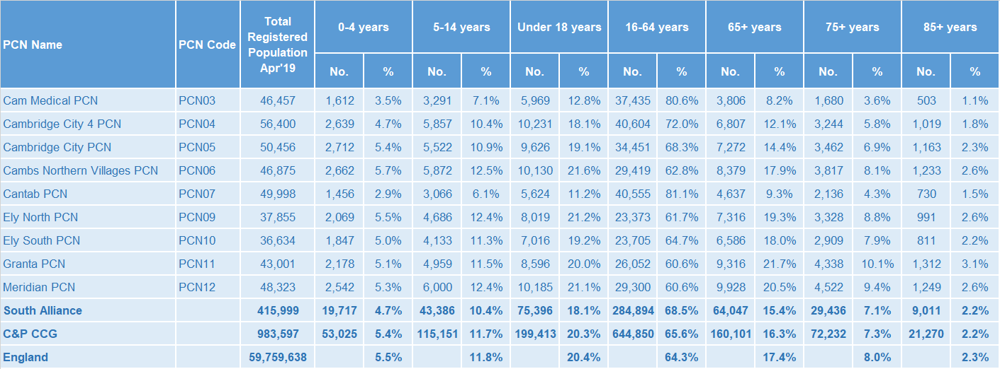 PCN Name PCN Code Total Registered Population Apr'19 0-4 years 5-14 years Under 18 years 16-64 years 65+ years 75+ years 85+ years
No. % No. % No. % No. % No. % No. % No. %
Cam Medical PCN PCN03 46,457 1,612 3.5% 3,291 7.1% 5,969 12.8% 37,435 80.6% 3,806 8.2% 1,680 3.6% 503 1.1%
Cambridge City 4 PCN PCN04 56,400 2,639 4.7% 5,857 10.4% 10,231 18.1% 40,604 72.0% 6,807 12.1% 3,244 5.8% 1,019 1.8%
Cambridge City PCN PCN05 50,456 2,712 5.4% 5,522 10.9% 9,626 19.1% 34,451 68.3% 7,272 14.4% 3,462 6.9% 1,163 2.3%
Cambs Northern Villages PCN PCN06 46,875 2,662 5.7% 5,872 12.5% 10,130 21.6% 29,419 62.8% 8,379 17.9% 3,817 8.1% 1,233 2.6%
Cantab PCN PCN07 49,998 1,456 2.9% 3,066 6.1% 5,624 11.2% 40,555 81.1% 4,637 9.3% 2,136 4.3% 730 1.5%
Ely North PCN PCN09 37,855 2,069 5.5% 4,686 12.4% 8,019 21.2% 23,373 61.7% 7,316 19.3% 3,328 8.8% 991 2.6%
Ely South PCN PCN10 36,634 1,847 5.0% 4,133 11.3% 7,016 19.2% 23,705 64.7% 6,586 18.0% 2,909 7.9% 811 2.2%
Granta PCN PCN11 43,001 2,178 5.1% 4,959 11.5% 8,596 20.0% 26,052 60.6% 9,316 21.7% 4,338 10.1% 1,312 3.1%
Meridian PCN PCN12 48,323 2,542 5.3% 6,000 12.4% 10,185 21.1% 29,300 60.6% 9,928 20.5% 4,522 9.4% 1,249 2.6%
South Alliance 415,999 19,717 4.7% 43,386 10.4% 75,396 18.1% 284,894 68.5% 64,047 15.4% 29,436 7.1% 9,011 2.2%
C&P CCG 983,597 53,025 5.4% 115,151 11.7% 199,413 20.3% 644,850 65.6% 160,101 16.3% 72,232 7.3% 21,270 2.2%
England 59,759,638 5.5% 11.8% 20.4% 64.3% 17.4% 8.0% 2.3%